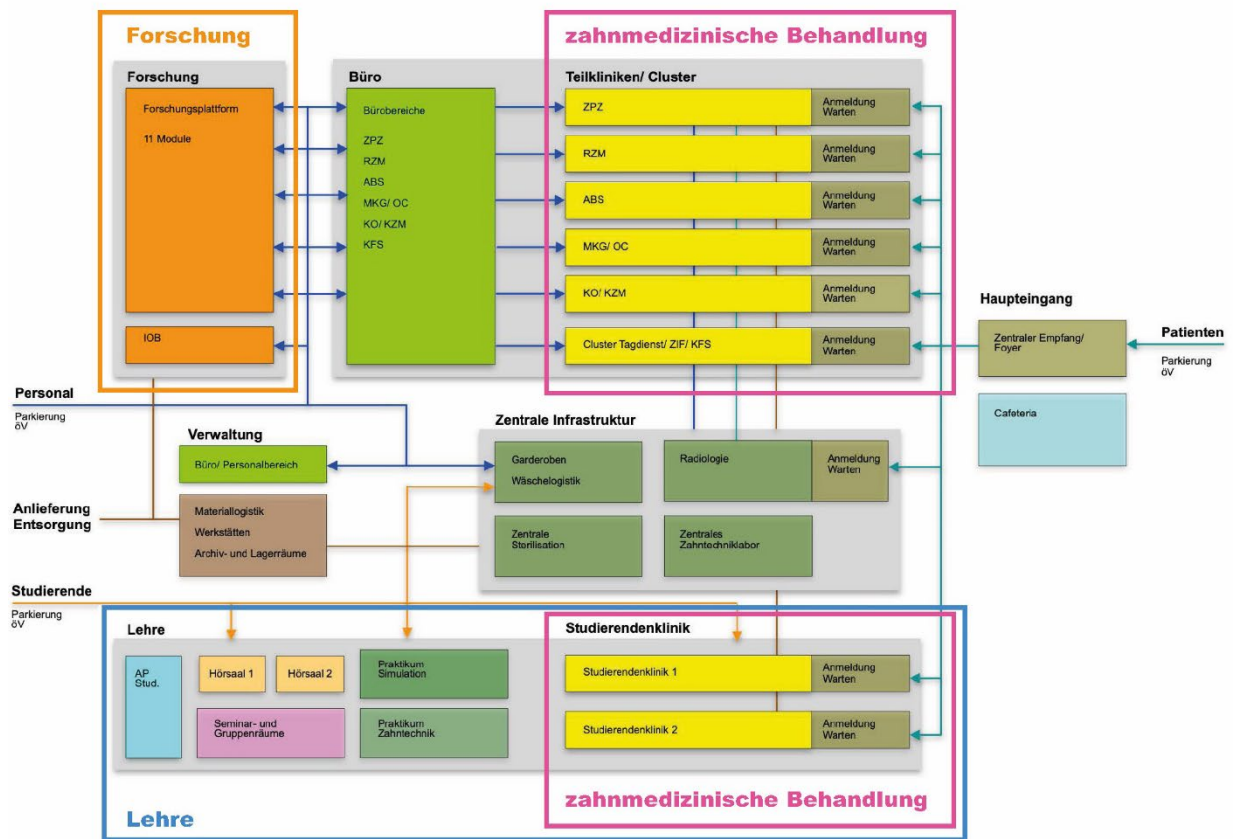 Forschung
zahnmedizinische Behandlung
Forschung
Büro
Teilkliniken/ Cluster
Forschungsplattform
11 Module
Bürobereiche
ZPZ
RZM
ABS
MKG/ OC
KO/ KZM
KFS
ZPZ
Anmeldung
Warten
RZM
Anmeldung
Warten
ABS
Anmeldung
Warten
MKG/ OC
Anmeldung
Warten
KO/ KZM
Anmeldung
Warten
IOB
Cluster Tagdienst/ ZIF/ KFS
Anmeldung
Warten
Haupteingang
Zentraler Empfang/
Foyer
Patienten
Parkierung
öV
Cafeteria
Personal
Parkierung
öV
Verwaltung
Büro/ Personalbereich
Zentrale Infrastruktur
Garderoben
Wäschelogistik
Radiologie
Anmeldung
Warten
Anlieferung
Entsorgung
Materiallogistik
Werkstätten
Archiv- und Lagerräume
Zentrale
Sterilisation
Zentrales
Zahntechniklabor
Studierende
Parkierung
öV
Lehre
Studierendenklinik
AP
Stud.
Hörsaal 1
Hörsaal 2
Praktikum
Simulation
Seminar- und
Gruppenräume
Praktikum
Zahntechnik
Studierendenklinik 1
Anmeldung
Warten
Studierendenklinik 2
Anmeldung
Warten
Lehre
zahnmedizinische Behandlung